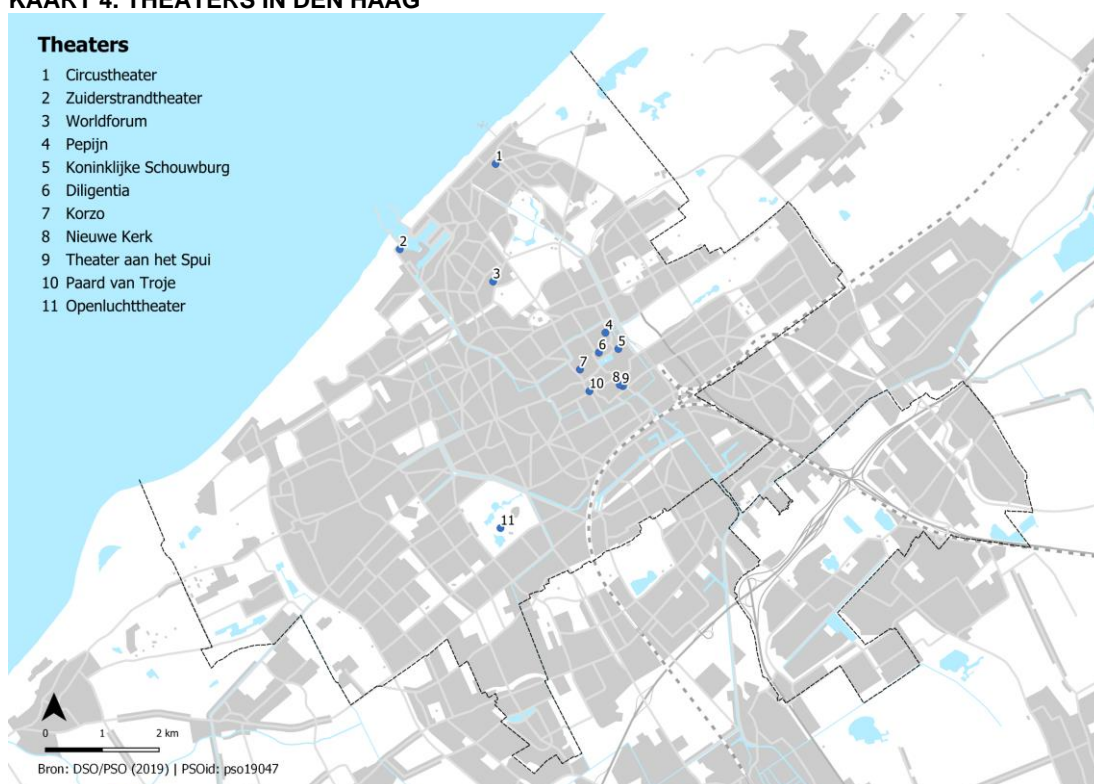 KAART 4. THEATERS IN DEN HAAG
Theaters
1 Circustheater
2 Zuiderstrandtheater
3 Worldforum
4 Pepijn
5 Koninklijke Schouwburg
6 Diligentia
7 Korzo
8 Nieuwe Kerk
9 Theater aan het Spui
10 Paard van Troje
11 Openluchttheater
1
2
3
4
5
6
7
8 9
10
11
0 1 2 km
Bron: DSO/PSO (2019) | PSOid: pso19047